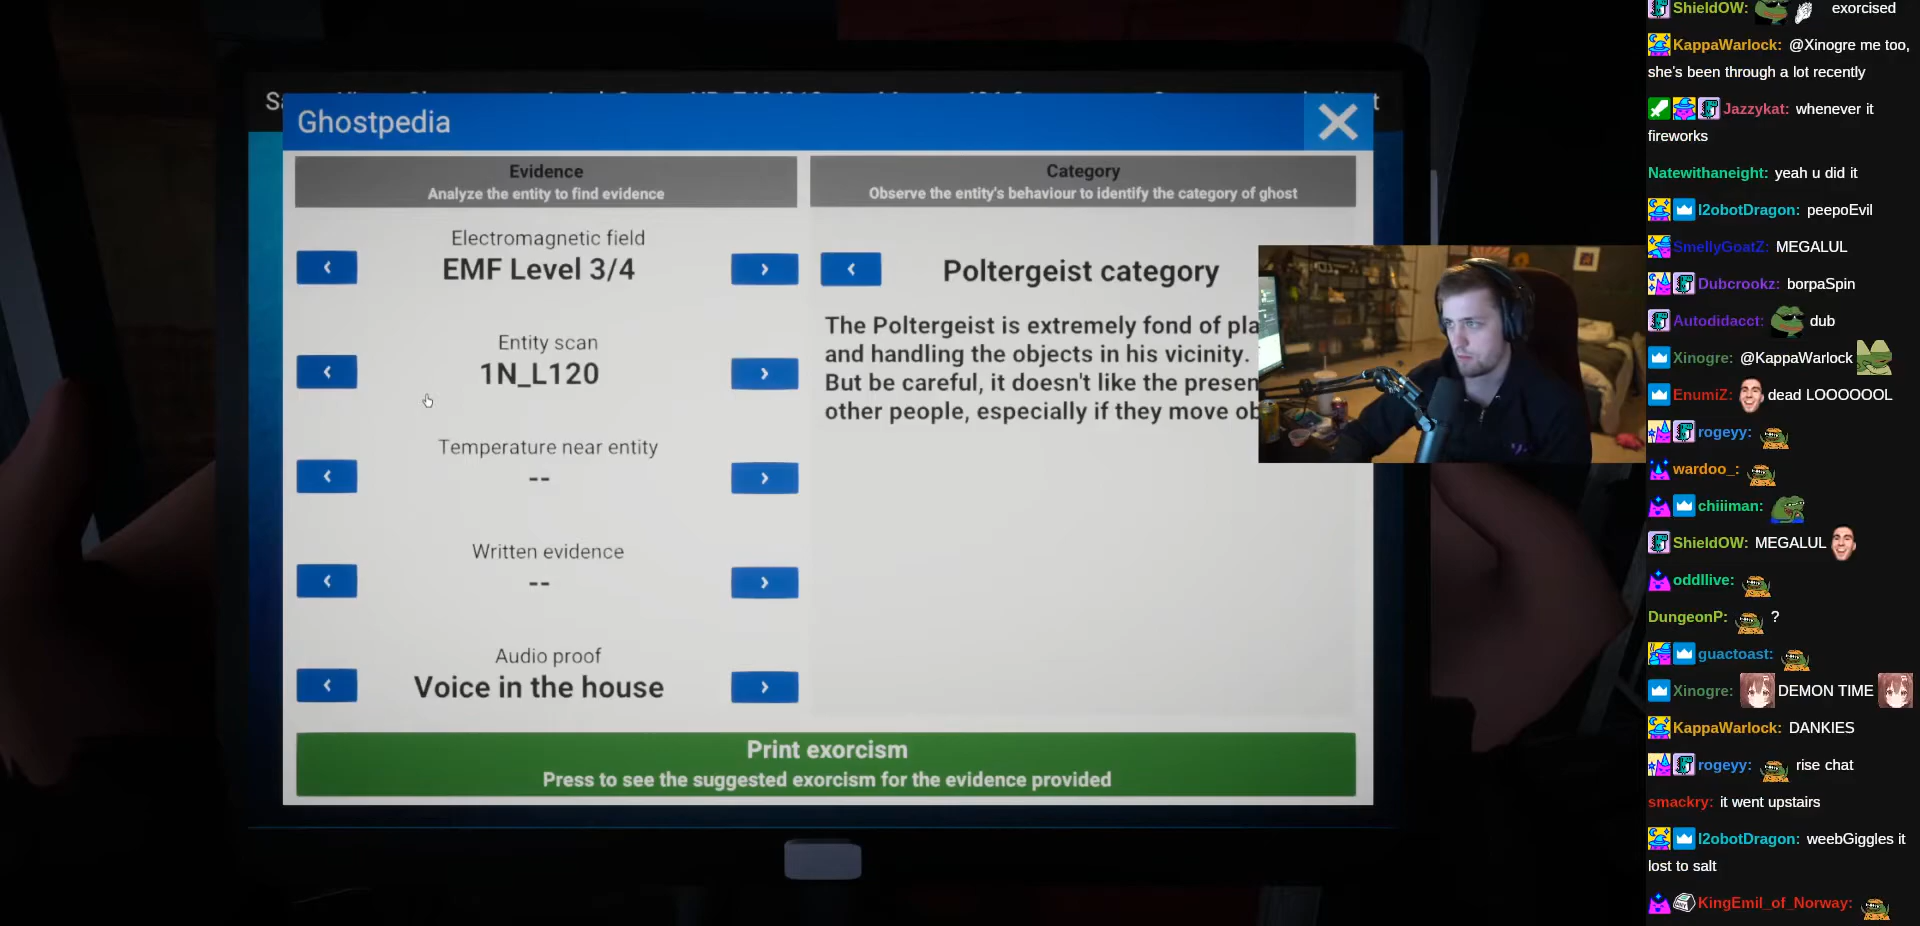 Ghostpedia
Evidence
Analyze the entity to find evidence
Electromagnetic field
EMF Level 3/4
Entity scan
1N_L120
Temperature near entity
--
Written evidence
--
Audio proof
Voice in the house
Category
Observe the entity's behaviour to identify the category of ghost
Poltergeist category
The Poltergeist is extremely fond of pla
and handling the objects in his vicinity.
But be careful, it doesn't like the presen
other people, especially if they move ob
Print exorcism
Press to see the suggested exorcism for the evidence provided
ShieldOW: exorcised
KappaWarlock: @Xinogre me too,
she's been through a lot recently
Jazzykat: whenever it
fireworks
Natewithaneight: yeah u did it
I2obotDragon: peepoEvil
SmellyGoatZ: MEGALUL
Dubcrookz: borpaSpin
Autodidacct: dub
Xinogre: @KappaWarlock
EnumiZ: dead LOOOOOOL
rogeyy:
wardoo_:
chiiiman:
ShieldOW: MEGALUL
oddllive:
DungeonP: ?
guactoast:
Xinogre: DEMON TIME
KappaWarlock: DANKIES
rogeyy: rise chat
smackry: it went upstairs
I2obotDragon: weebGiggles it
lost to salt
KingEmil_of_Norway: